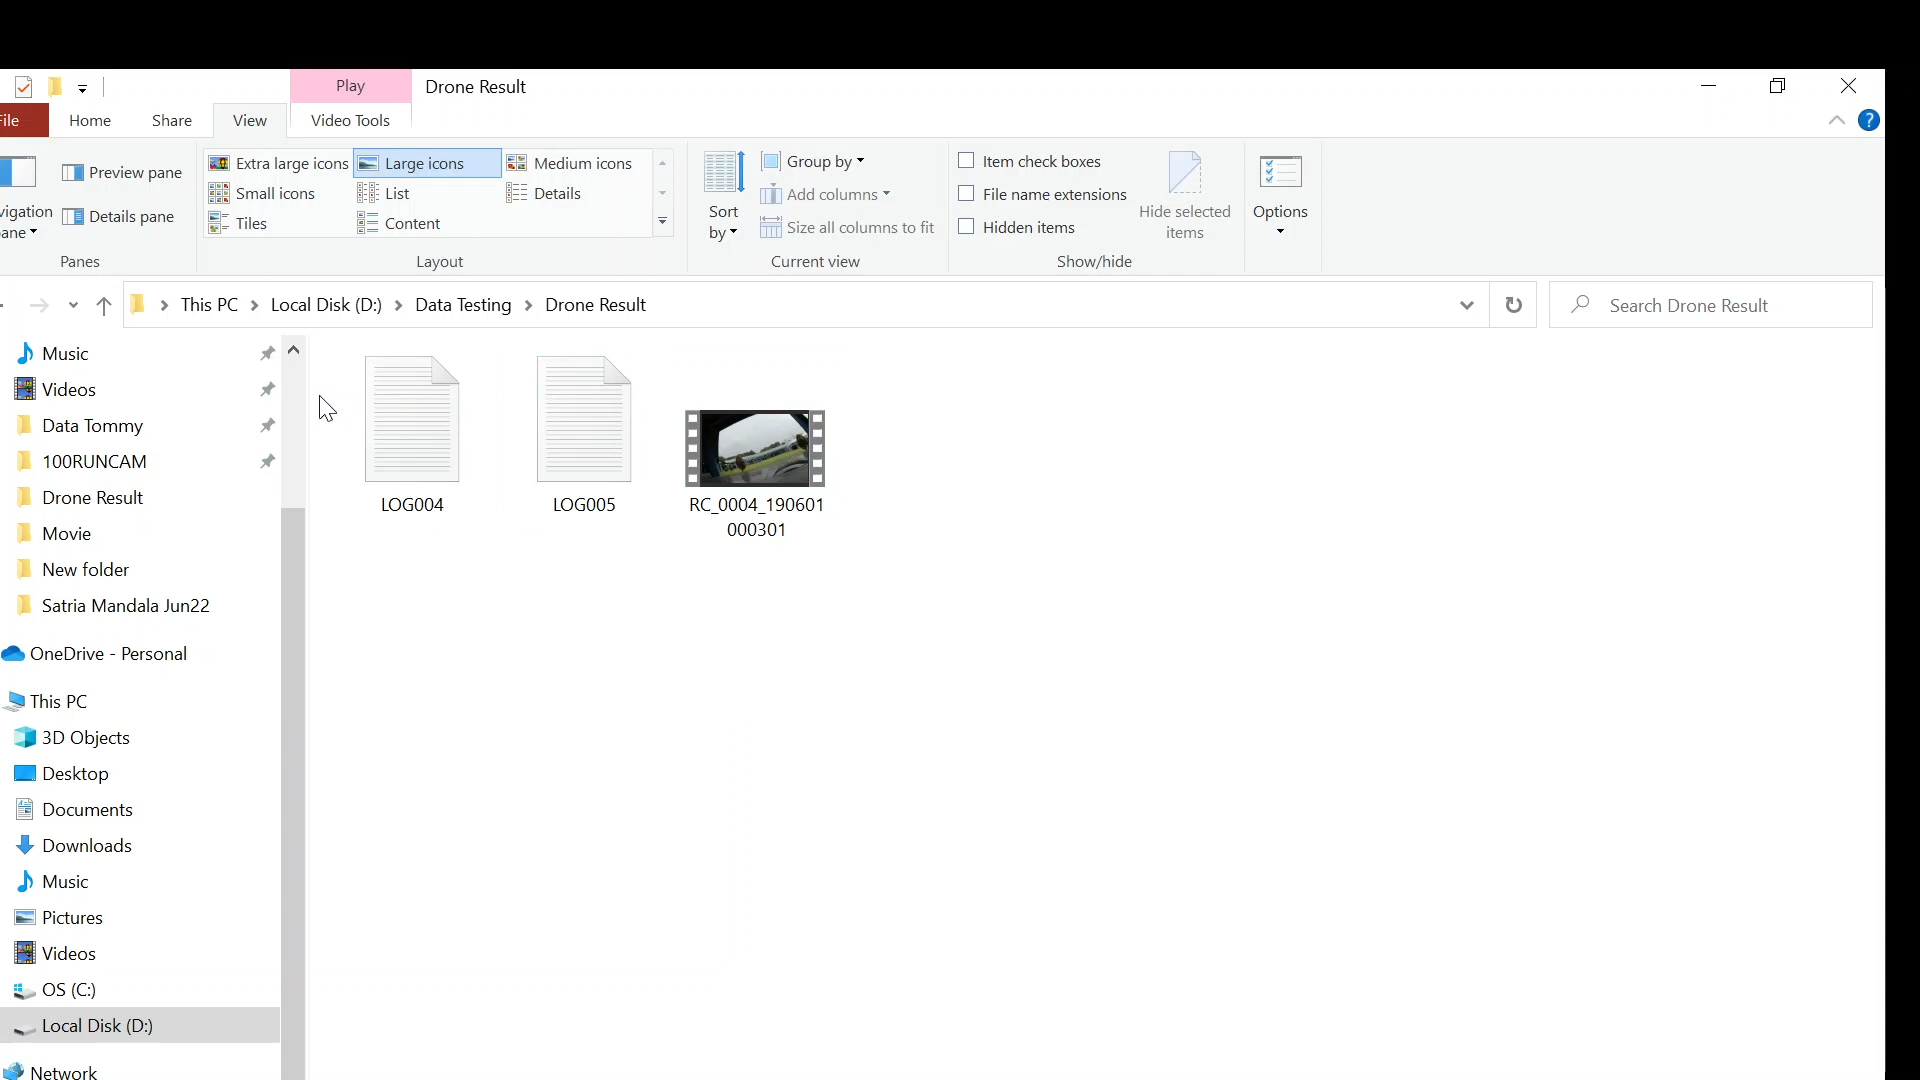 Play
Drone Result
File
Home
Share
View
Video Tools
?
Preview pane
vigation
ane
Details pane
Panes
Extra large icons
Large icons
Medium icons
Small icons
List
Details
Tiles
Content
Layout
Sort
by
Group by
Add columns
Size all columns to fit
Current view
Item check boxes
File name extensions
Hidden items
Hide selected
items
Show/hide
Options
This PC
Local Disk (D:)
Data Testing
Drone Result
Search Drone Result
Music
Videos
Data Tommy
100RUNCAM
Drone Result
Movie
New folder
Satria Mandala Jun22
OneDrive - Personal
This PC
3D Objects
Desktop
Documents
Downloads
Music
Pictures
Videos
OS (C:)
Local Disk (D:)
Network
LOG004
LOG005
RC_0004_190601
000301